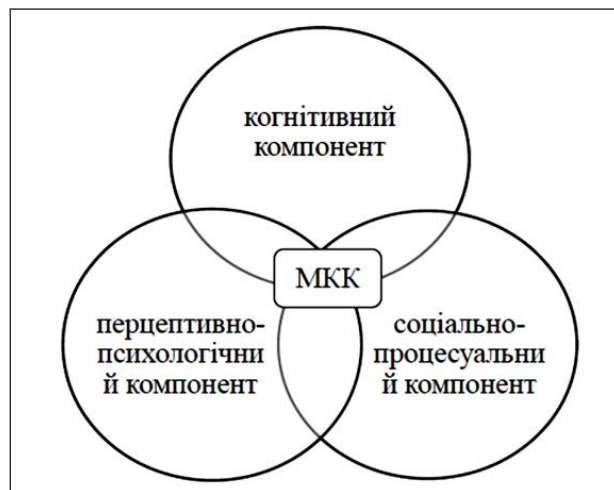 когнітивний
компонент
МКК
перцептивно-
психологічни
й компонент
соціально-
процесуальни
й компонент